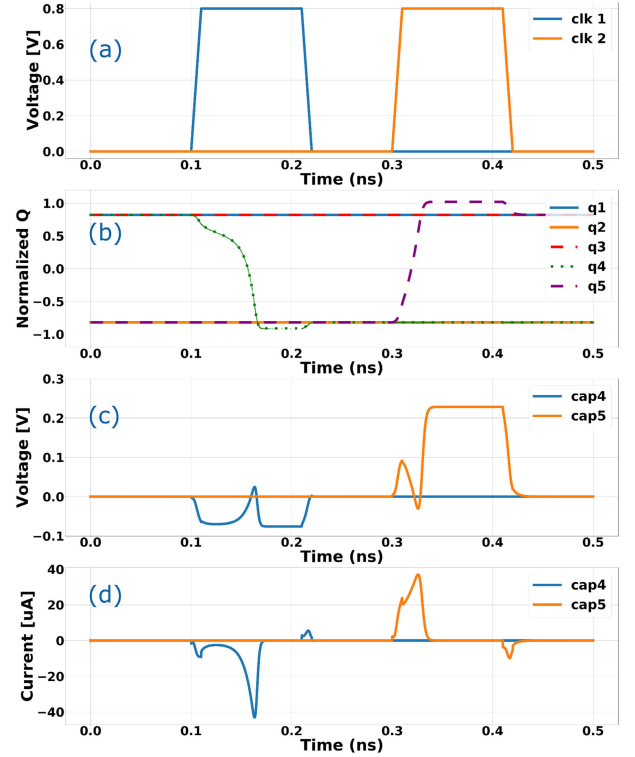 0.8
0.6
0.4
0.2
0.0
Voltage [V]
(a)
clk 1
clk 2
0.0 0.1 0.2 0.3 0.4 0.5
Time (ns)
1.0
0.5
0.0
−0.5
−1.0
Normalized Q
(b)
q1
q2
q3
q4
q5
0.0 0.1 0.2 0.3 0.4 0.5
Time (ns)
0.3
0.2
0.1
0.0
−0.1
Voltage [V]
(c)
cap4
cap5
0.0 0.1 0.2 0.3 0.4 0.5
Time (ns)
40
20
0
−20
−40
Current [uA]
(d)
cap4
cap5
0.0 0.1 0.2 0.3 0.4 0.5
Time (ns)